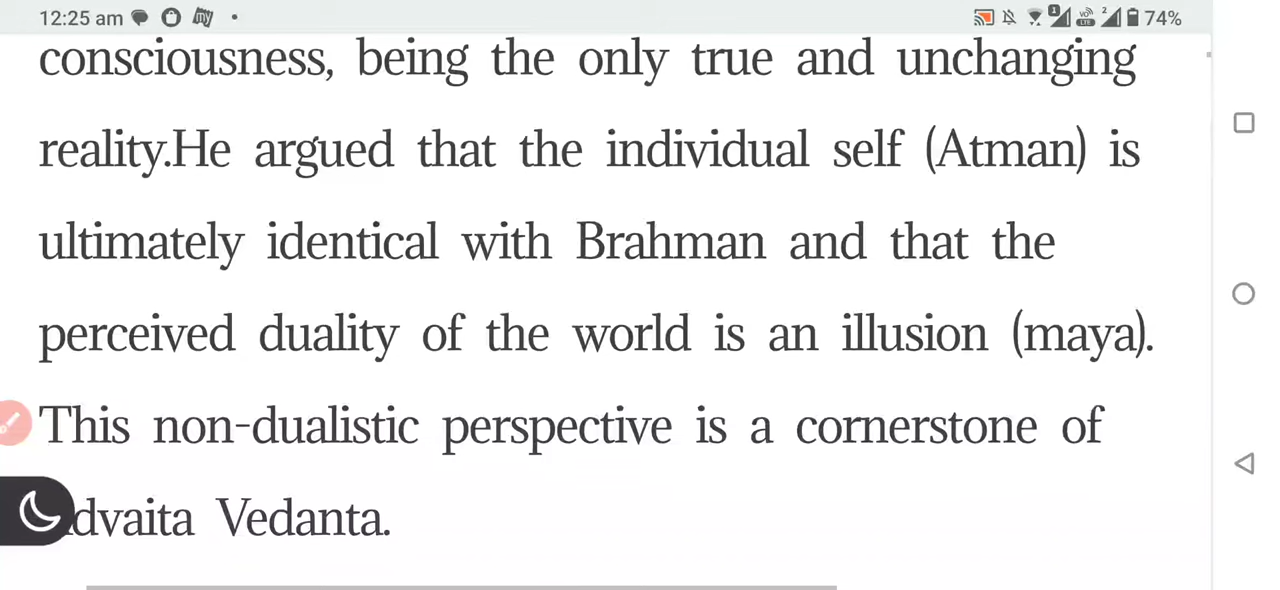 12:25 am 74%
consciousness, being the only true and unchanging
reality.He argued that the individual self (Atman) is
ultimately identical with Brahman and that the
perceived duality of the world is an illusion (maya).
This non-dualistic perspective is a cornerstone of
dvaita Vedanta.